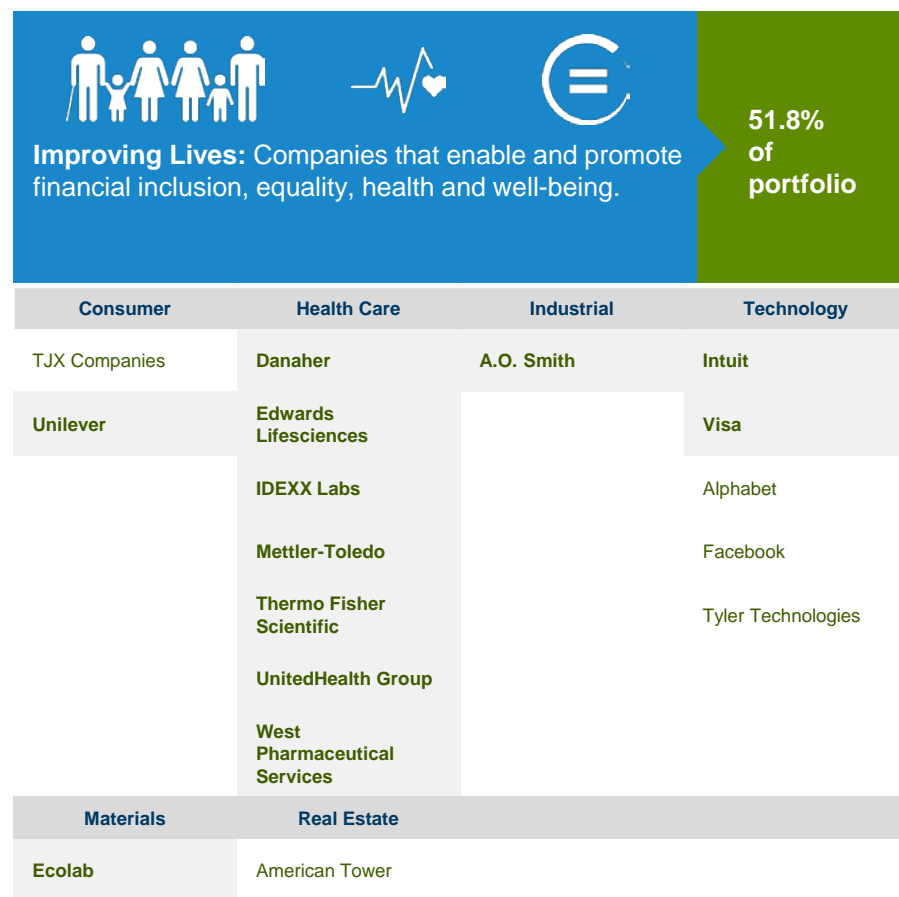 Improving Lives: Companies that enable and promote
financial inclusion, equality, health and well-being.
51.8%
of
portfolio
Consumer Health Care Industrial Technology
TJX Companies Danaher A.O. Smith Intuit
Unilever Edwards Lifesciences Visa
IDEXX Labs Alphabet
Mettler-Toledo Facebook
Thermo Fisher Scientific Tyler Technologies
UnitedHealth Group
West
Pharmaceutical
Services
Materials Real Estate
Ecolab American Tower